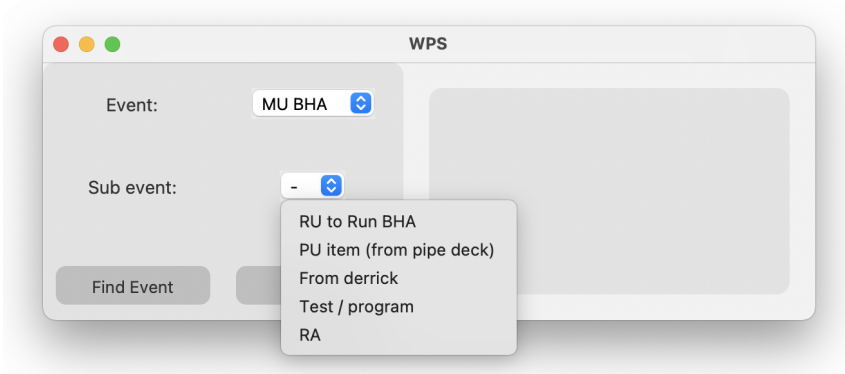 WPS
Event:
MU BHA
Sub event:
-
RU to Run BHA
PU item (from pipe deck)
From derrick
Test / program
RA
Find Event